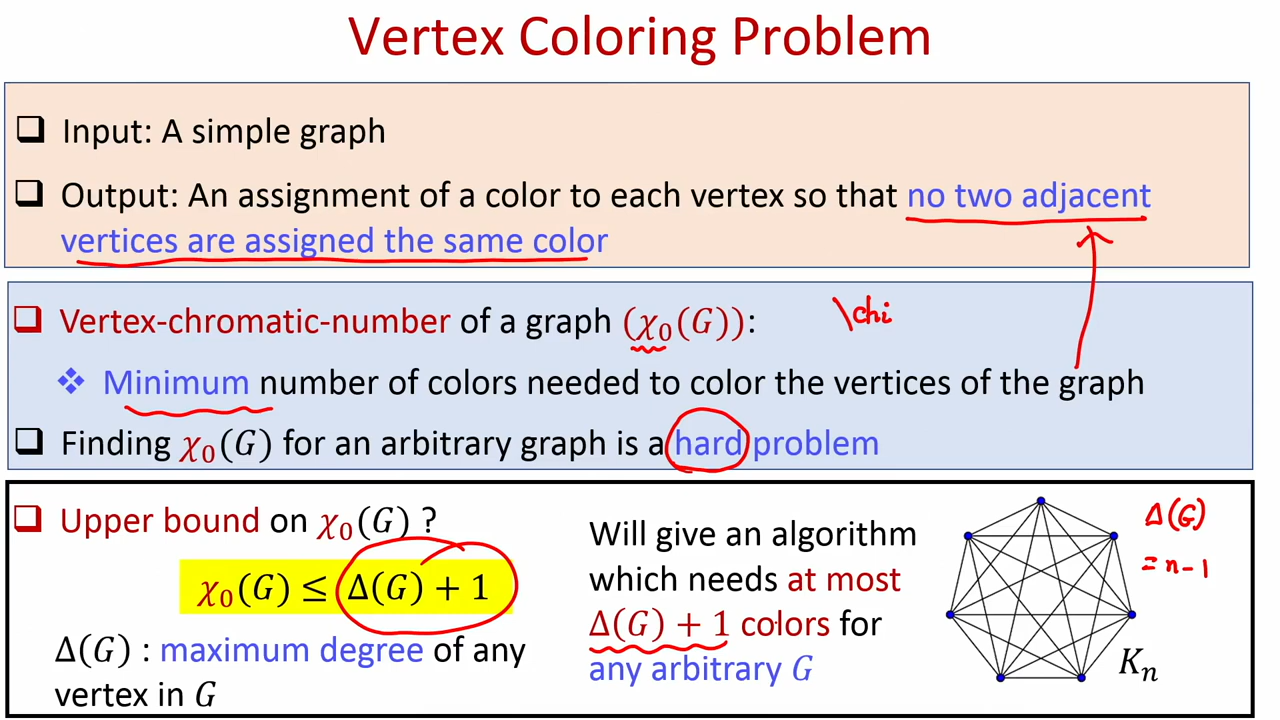 Vertex Coloring Problem
❑ Input: A simple graph
❑ Output: An assignment of a color to each vertex so that no two adjacent
vertices are assigned the same color
❑ Vertex-chromatic-number of a graph (χ₀(G)):
\chi
❖ Minimum number of colors needed to color the vertices of the graph
❑ Finding χ₀(G) for an arbitrary graph is a hard problem
❑ Upper bound on χ₀(G) ?
χ₀(G) ≤ Δ(G) + 1
Δ(G) : maximum degree of any
vertex in G
Will give an algorithm
which needs at most
Δ(G) + 1 colors for
any arbitrary G
Δ(G)
= n-1
Kₙ